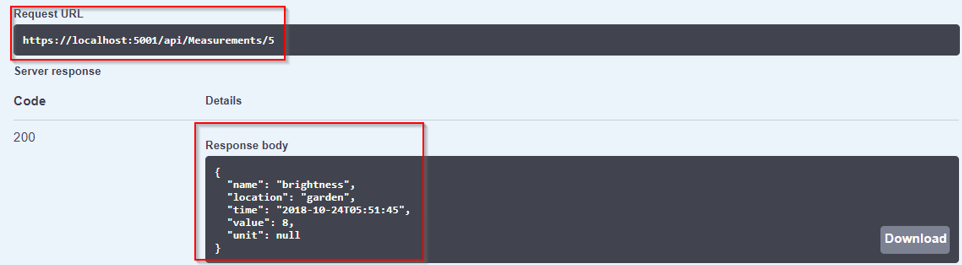 Request URL
https://localhost:5001/api/Measurements/5
Server response
Code Details
200
Response body
{
"name": "brightness",
"location": "garden",
"time": "2018-10-24T05:51:45",
"value": 8,
"unit": null
}
Download